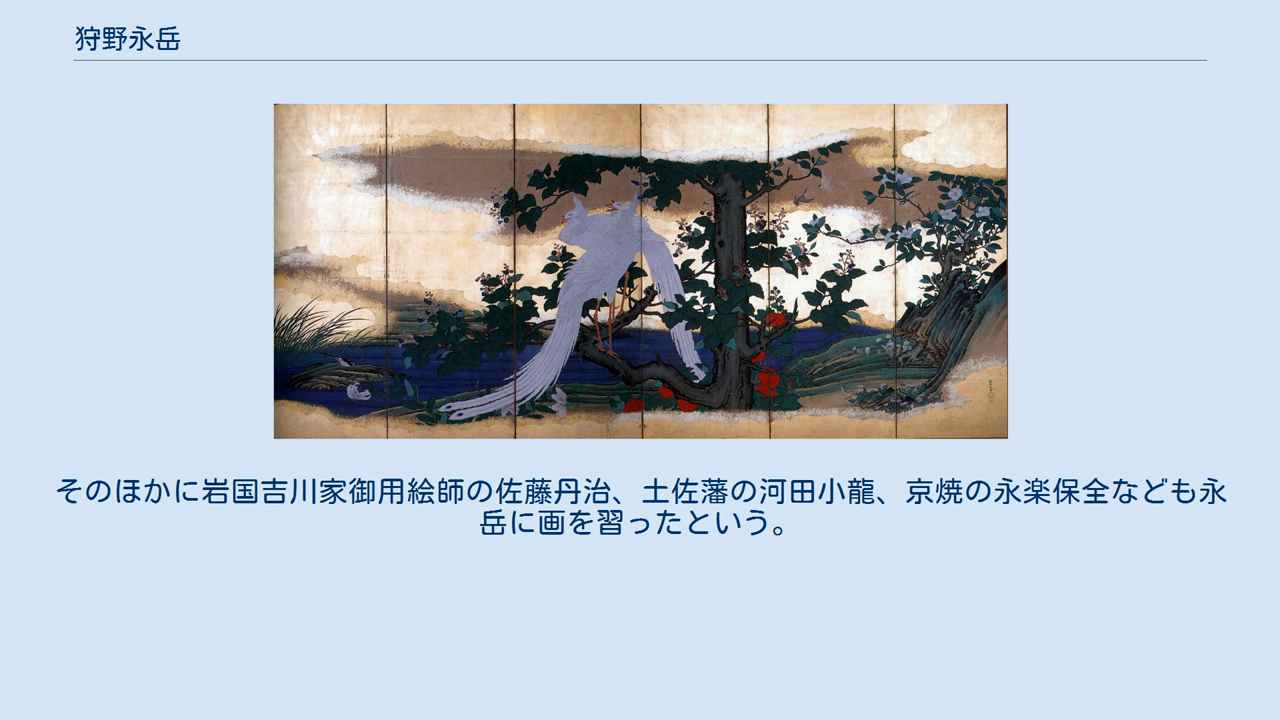 狩野永岳
そのほかに岩国吉川家御用絵師の佐藤丹治、土佐藩の河田小龍、京焼の永楽保全なども永
岳に画を習ったという。